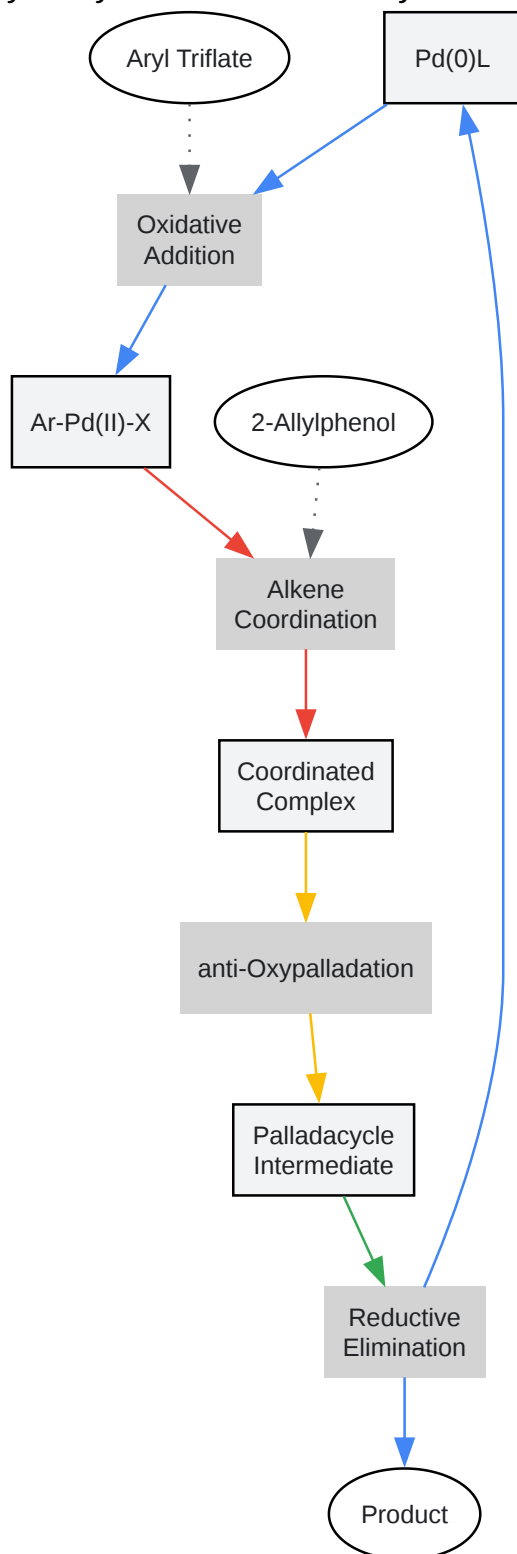 Aryl Triflate
Pd(0)L
Oxidative
Addition
Ar-Pd(II)-X
2-Allylphenol
Alkene
Coordination
Coordinated
Complex
anti-Oxypalladation
Palladacycle
Intermediate
Reductive
Elimination
Product